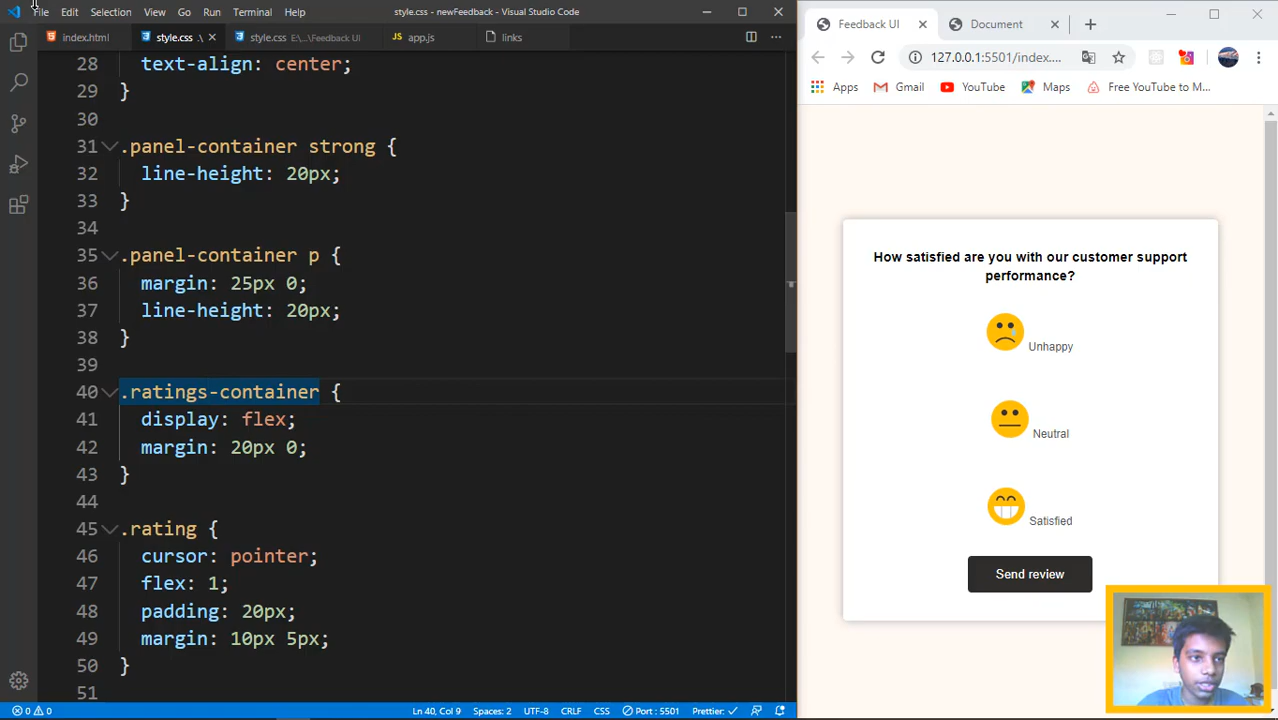 File Edit Selection View Go Run Terminal Help style.css - newFeedback - Visual Studio Code
index.html style.css .\ style.css E:\...\Feedback UI app.js links
28 text-align: center;
29 }
30
31 .panel-container strong {
32 line-height: 20px;
33 }
34
35 .panel-container p {
36 margin: 25px 0;
37 line-height: 20px;
38 }
39
40 .ratings-container {
41 display: flex;
42 margin: 20px 0;
43 }
44
45 .rating {
46 cursor: pointer;
47 flex: 1;
48 padding: 20px;
49 margin: 10px 5px;
50 }
51
0 0 Ln 40, Col 9 Spaces: 2 UTF-8 CRLF CSS Port : 5501 Prettier: ✓
Feedback UI Document
127.0.0.1:5501/index....
Apps Gmail YouTube Maps Free YouTube to M...
How satisfied are you with our customer support
performance?
Unhappy
Neutral
Satisfied
Send review